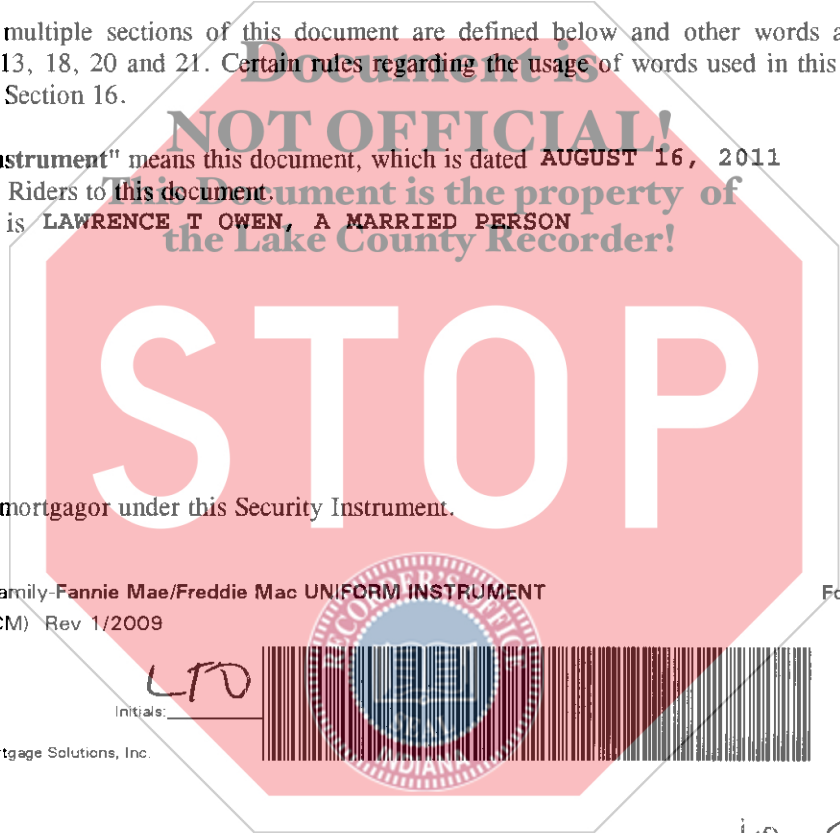 multiple sections of this document are defined below and other words a
13, 18, 20 and 21. Certain rules regarding the usage of words used in this
Section 16.
Document is
NOT OFFICIAL!
This Document is the property of
the Lake County Recorder!
strument" means this document, which is dated AUGUST 16, 2011
Riders to this document.
is LAWRENCE T OWEN, A MARRIED PERSON
STOP
mortgagor under this Security Instrument.
amily-Fannie Mae/Freddie Mac UNIFORM INSTRUMENT Fo
CM) Rev 1/2009
RECORDER'S OFFICE
SEAL
INDIANA
LTO
Initials:
tgage Solutions, Inc.